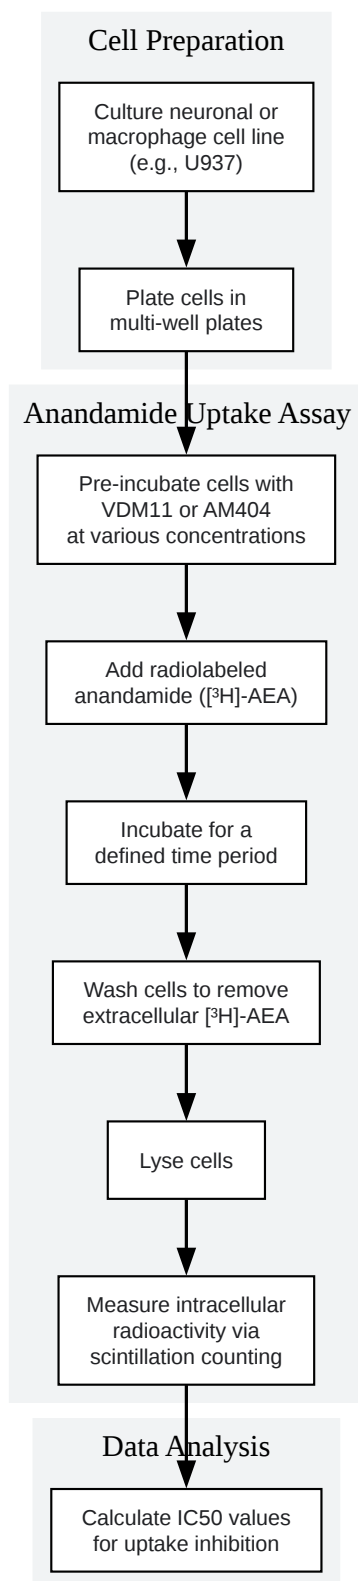 Cell Preparation
Culture neuronal or
macrophage cell line
(e.g., U937)
Plate cells in
multi-well plates
Anandamide Uptake Assay
Pre-incubate cells with
VDM11 or AM404
at various concentrations
Add radiolabeled
anandamide ([³H]-AEA)
Incubate for a
defined time period
Wash cells to remove
extracellular [³H]-AEA
Lyse cells
Measure intracellular
radioactivity via
scintillation counting
Data Analysis
Calculate IC50 values
for uptake inhibition